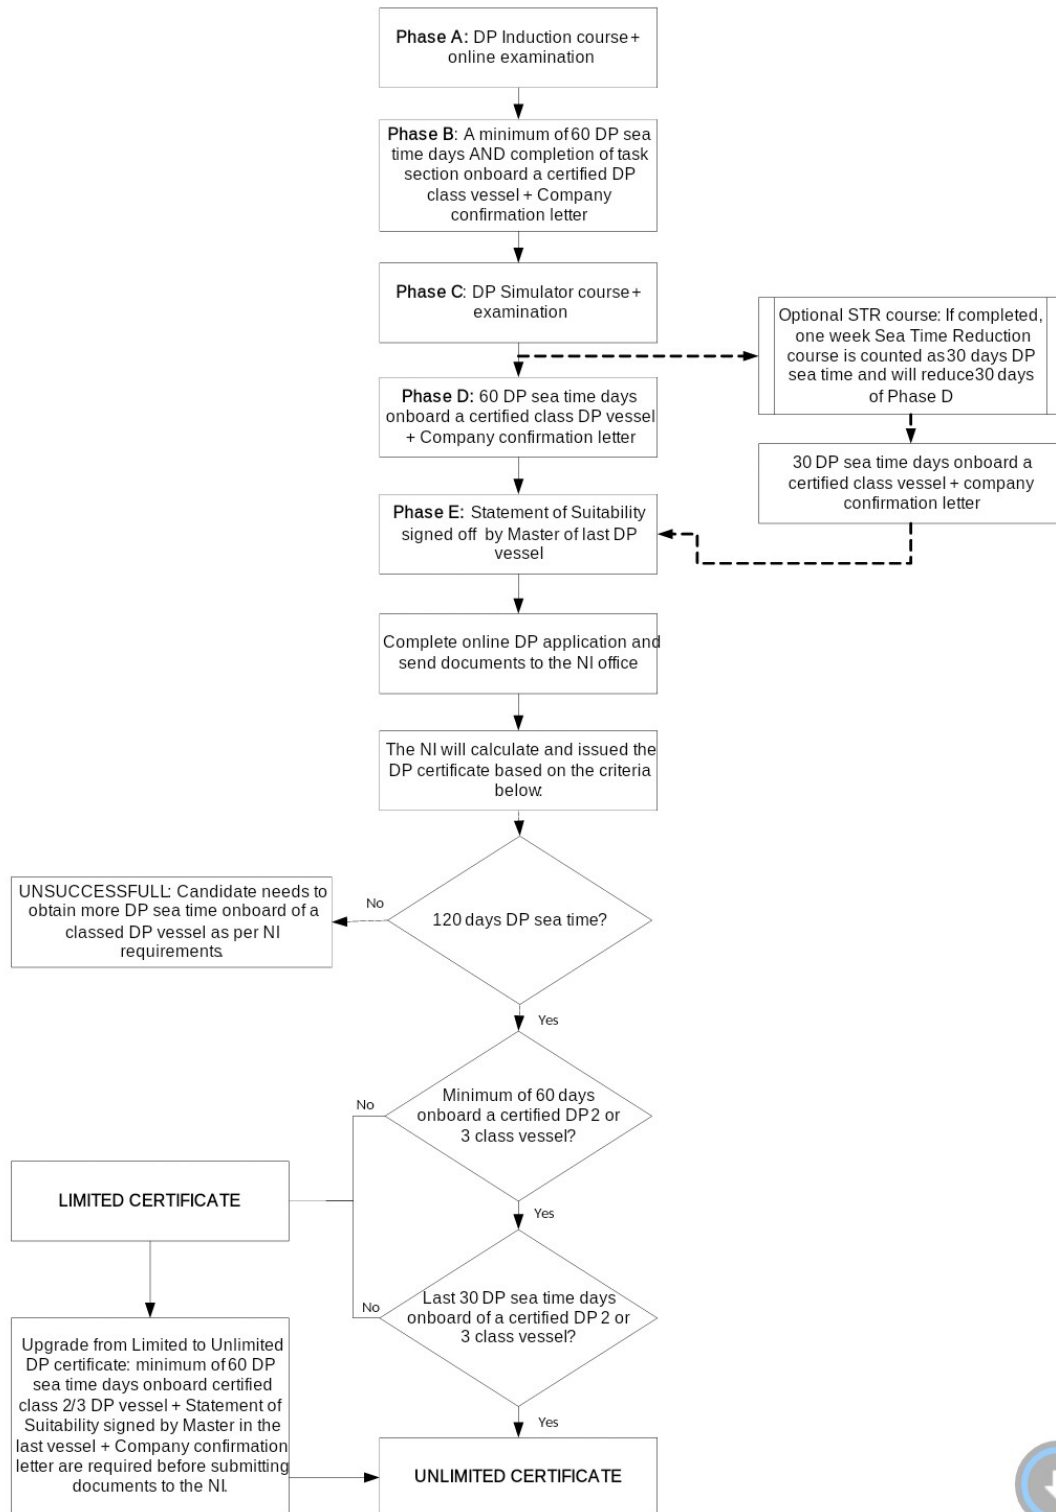 Phase A: DP Induction course +
online examination
Phase B: A minimum of 60 DP sea
time days AND completion of task
section onboard a certified DP
class vessel + Company
confirmation letter
Phase C: DP Simulator course +
examination
Optional STR course: If completed,
one week Sea Time Reduction
course is counted as 30 days DP
sea time and will reduce 30 days
of Phase D
Phase D: 60 DP sea time days
onboard a certified class DP vessel
+ Company confirmation letter
30 DP sea time days onboard a
certified class vessel + company
confirmation letter
Phase E: Statement of Suitability
signed off by Master of last DP
vessel
Complete online DP application and
send documents to the NI office
The NI will calculate and issued the
DP certificate based on the criteria
below:
120 days DP sea time?
No
UNSUCCESSFULL: Candidate needs to
obtain more DP sea time onboard of a
classed DP vessel as per NI
requirements.
Yes
Minimum of 60 days
onboard a certified DP 2 or
3 class vessel?
No
LIMITED CERTIFICATE
Yes
Last 30 DP sea time days
onboard of a certified DP 2 or
3 class vessel?
No
Upgrade from Limited to Unlimited
DP certificate: minimum of 60 DP
sea time days onboard certified
class 2/3 DP vessel + Statement of
Suitability signed by Master in the
last vessel + Company confirmation
letter are required before submitting
documents to the NI.
Yes
UNLIMITED CERTIFICATE